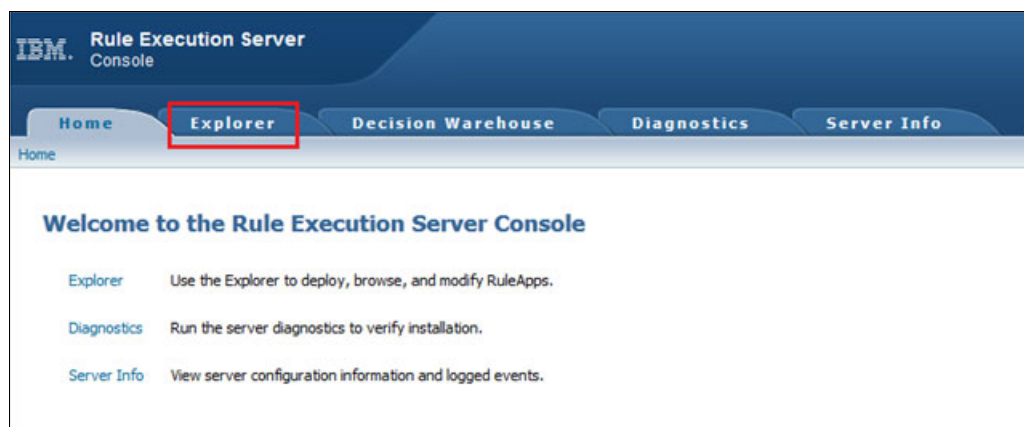 IBM. Rule Execution Server
Console
Home Explorer Decision Warehouse Diagnostics Server Info
Home
Welcome to the Rule Execution Server Console
Explorer Use the Explorer to deploy, browse, and modify RuleApps.
Diagnostics Run the server diagnostics to verify installation.
Server Info View server configuration information and logged events.